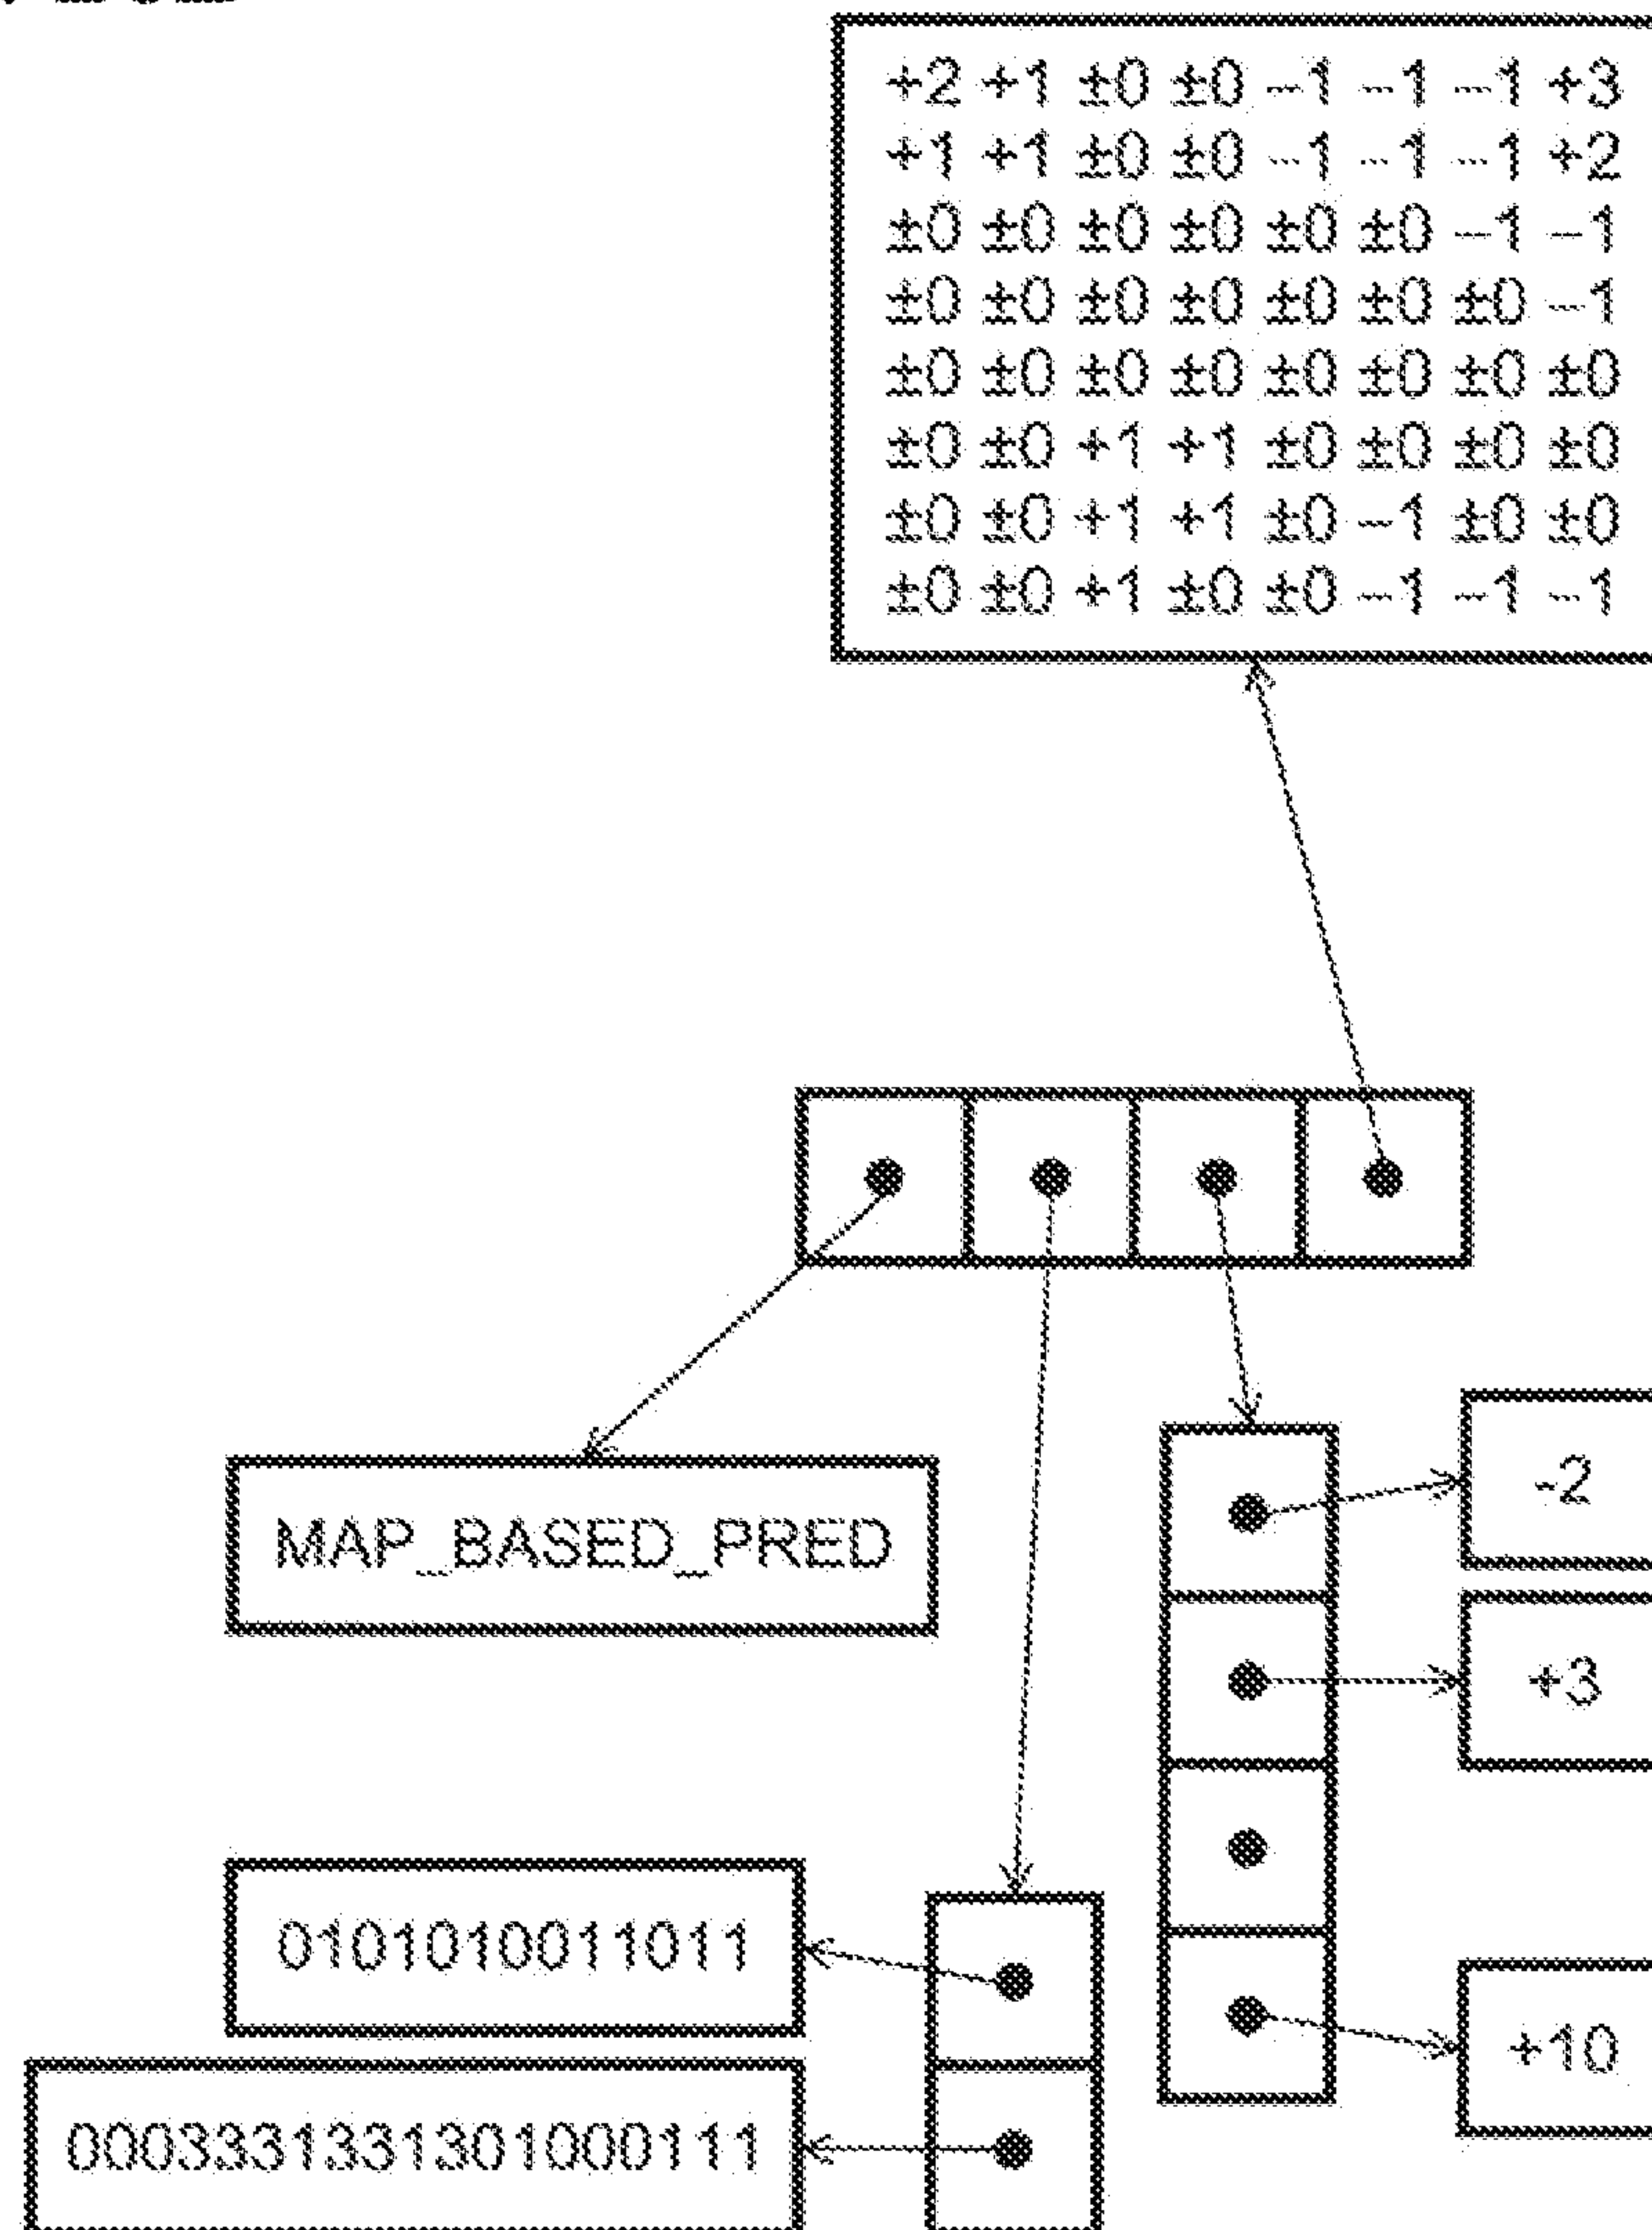 +2 +1 ±0 ±0 –1 –1 –1 +3
+1 +1 ±0 ±0 –1 –1 –1 +2
±0 ±0 ±0 ±0 ±0 ±0 –1 –1
±0 ±0 ±0 ±0 ±0 ±0 ±0 –1
±0 ±0 ±0 ±0 ±0 ±0 ±0 ±0
±0 ±0 +1 +1 ±0 ±0 ±0 ±0
±0 ±0 +1 +1 ±0 –1 ±0 ±0
±0 ±0 +1 ±0 ±0 –1 –1 –1
MAP_BASED_PRED
-2
+3
0101010011011
+10
0003331331301000111